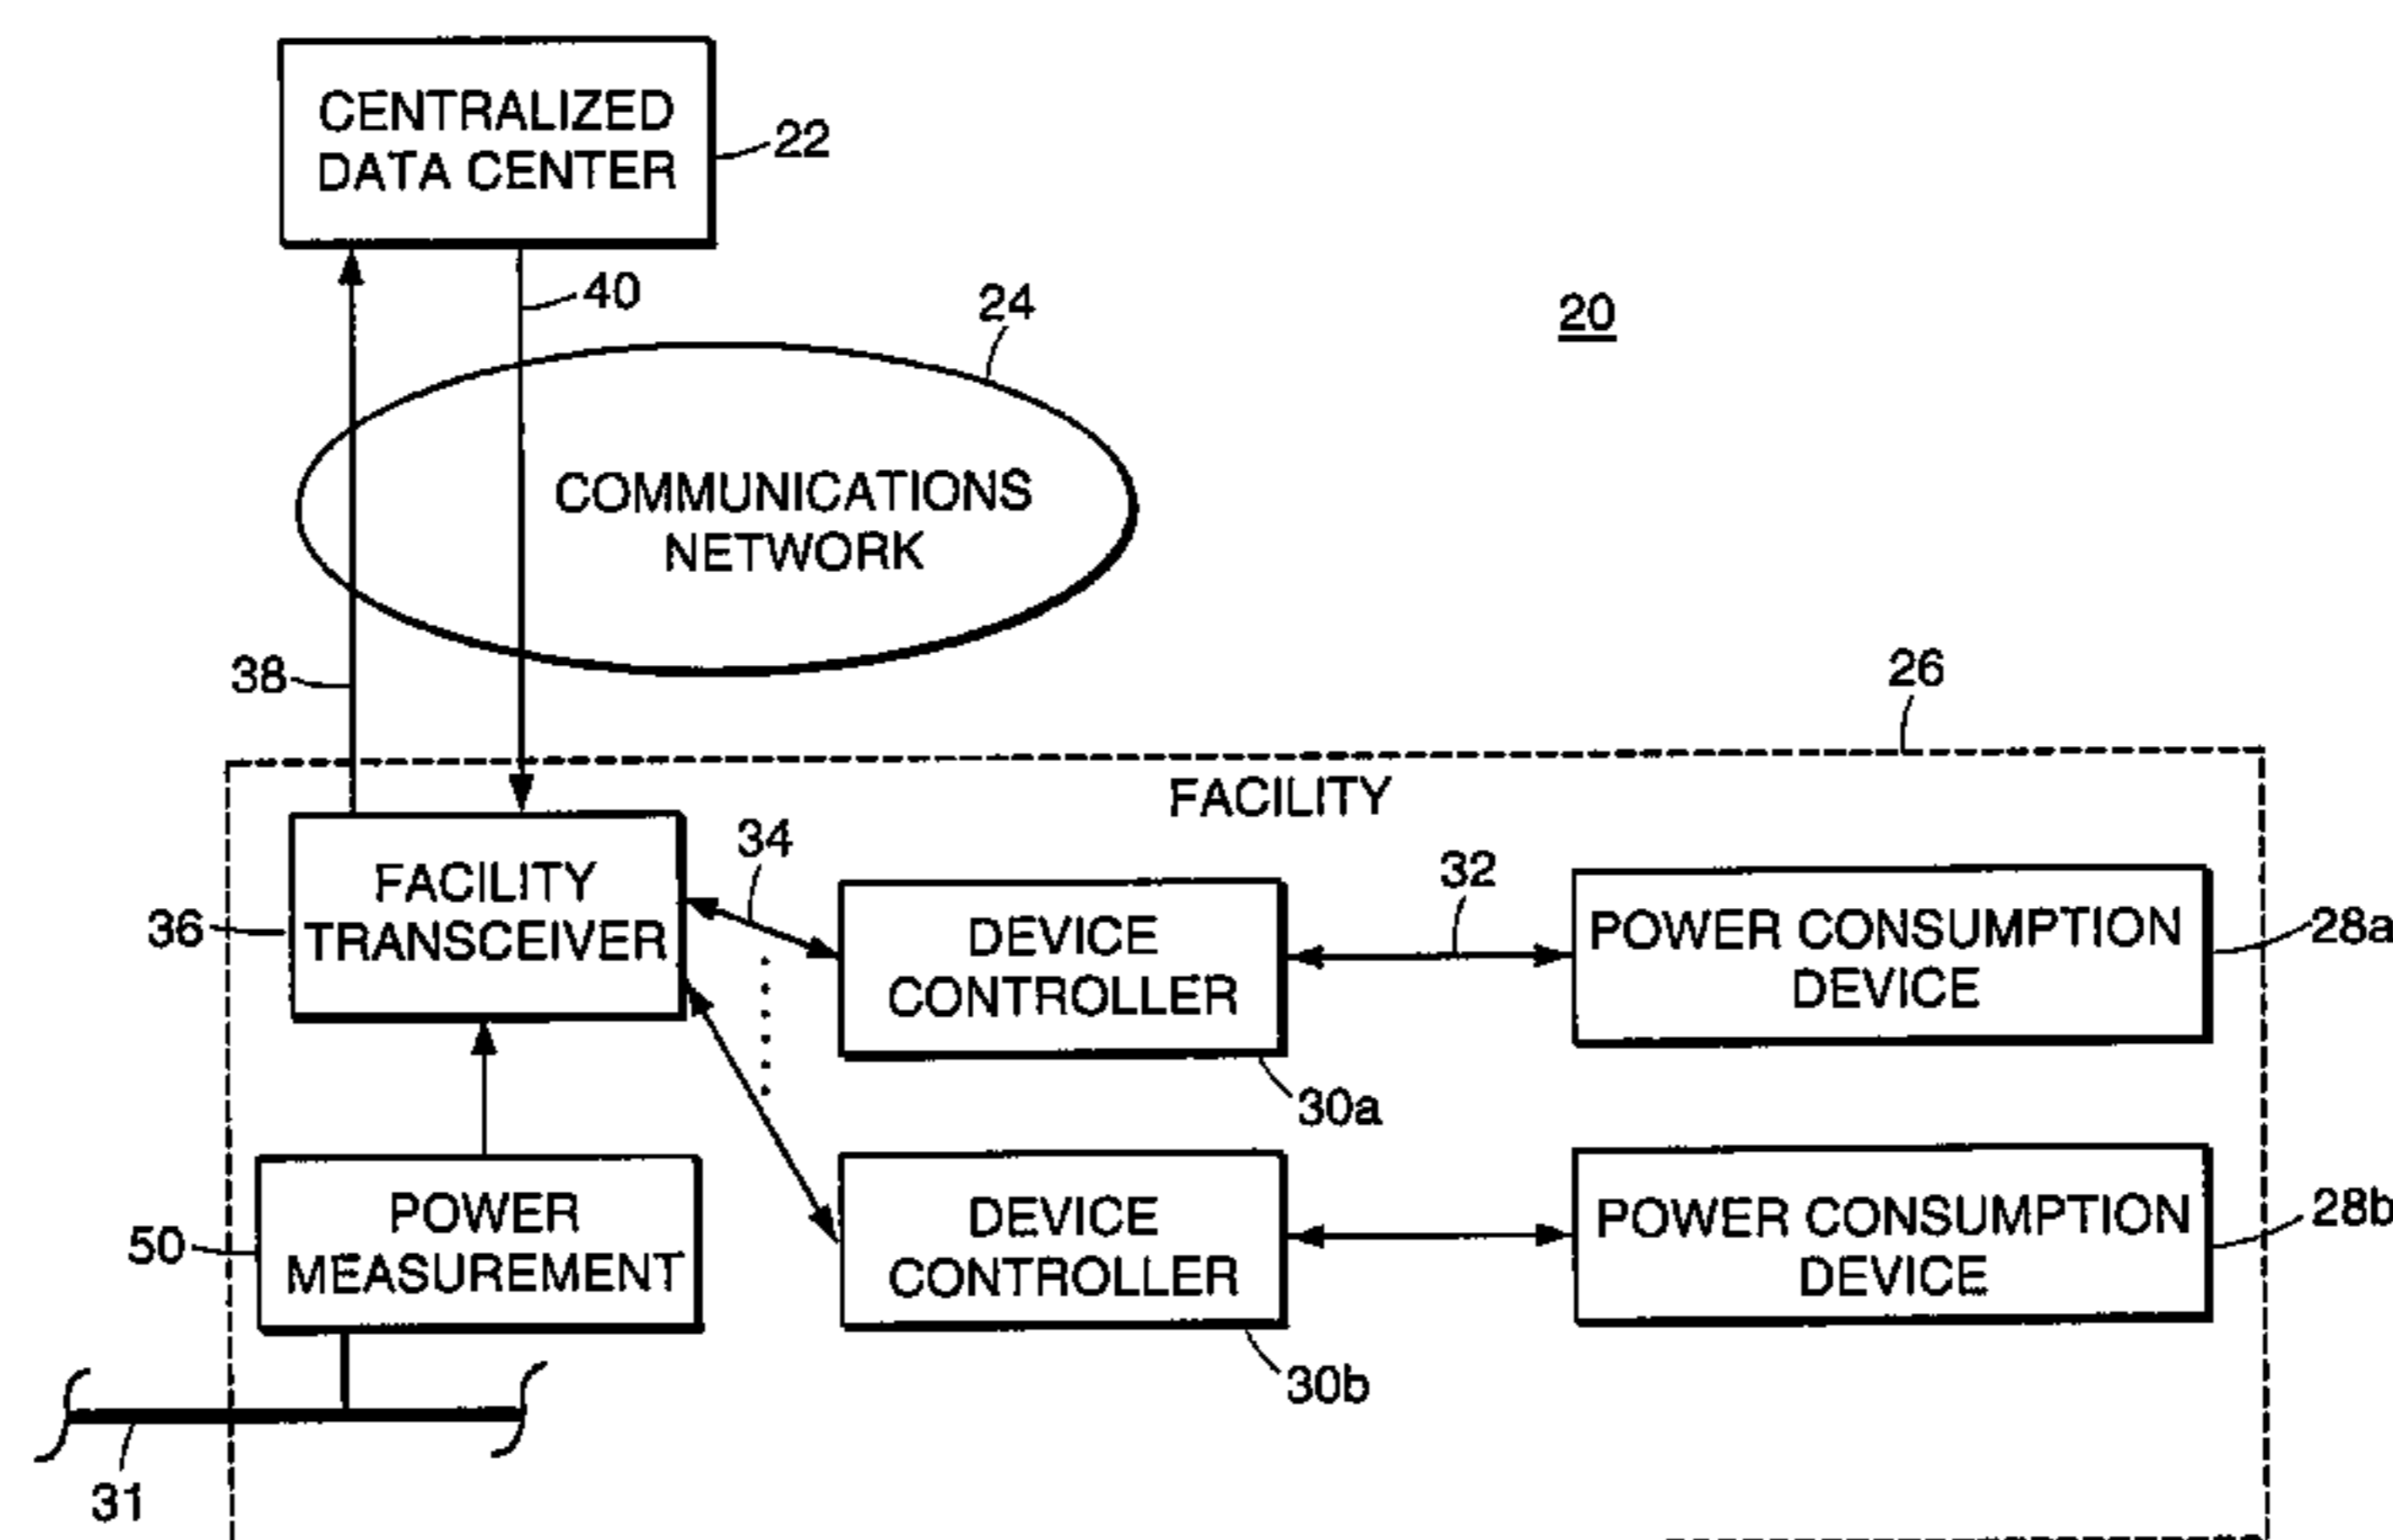 CENTRALIZED
DATA CENTER
22
40
24
20
COMMUNICATIONS
NETWORK
38
26
FACILITY
FACILITY
TRANSCEIVER
36
34
DEVICE
CONTROLLER
30a
32
POWER CONSUMPTION
DEVICE
28a
POWER
MEASUREMENT
50
DEVICE
CONTROLLER
30b
POWER CONSUMPTION
DEVICE
28b
31